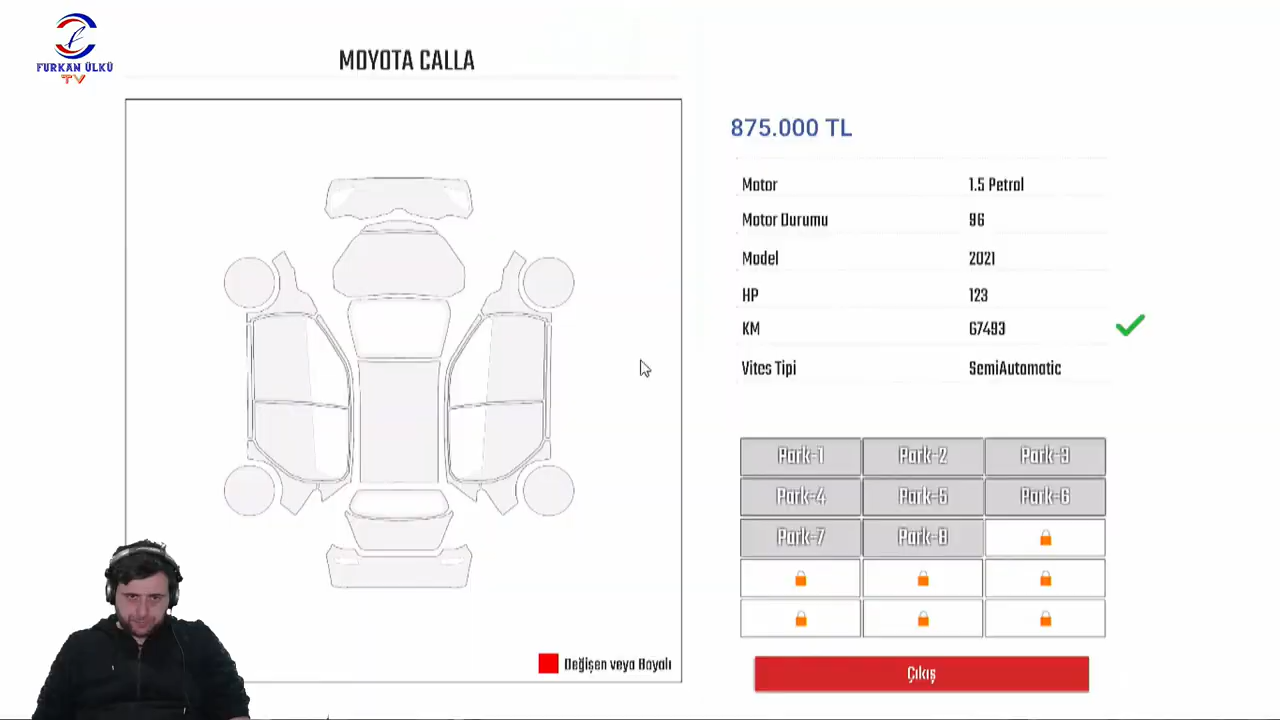 FURKAN ÜLKÜ
TV
MOYOTA CALLA
875.000 TL
Motor 1.5 Petrol
Motor Durumu 96
Model 2021
HP 123
KM 67493
Vites Tipi SemiAutomatic
Park-1 Park-2 Park-3
Park-4 Park-5 Park-6
Park-7 Park-8
Değişen veya Boyalı
Çıkış